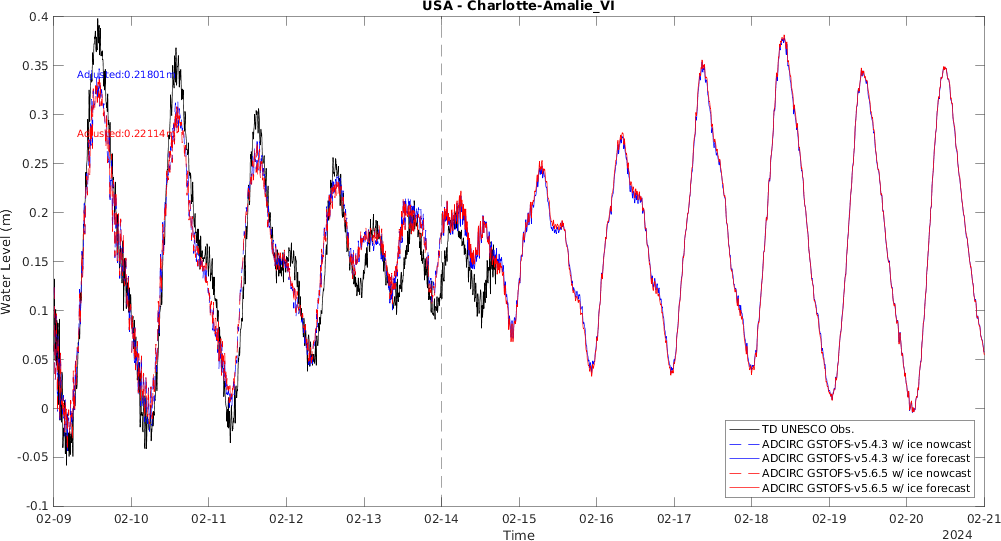 USA - Charlotte-Amalie_VI
0.4
0.35
0.3
0.25
0.2
0.15
0.1
0.05
0
-0.05
-0.1
Water Level (m)
Adjusted:0.21801m
Adjusted:0.22114m
TD UNESCO Obs.
ADCIRC GSTOFS-v5.4.3 w/ ice nowcast
ADCIRC GSTOFS-v5.4.3 w/ ice forecast
ADCIRC GSTOFS-v5.6.5 w/ ice nowcast
ADCIRC GSTOFS-v5.6.5 w/ ice forecast
02-09 02-10 02-11 02-12 02-13 02-14 02-15 02-16 02-17 02-18 02-19 02-20 02-21
Time
2024